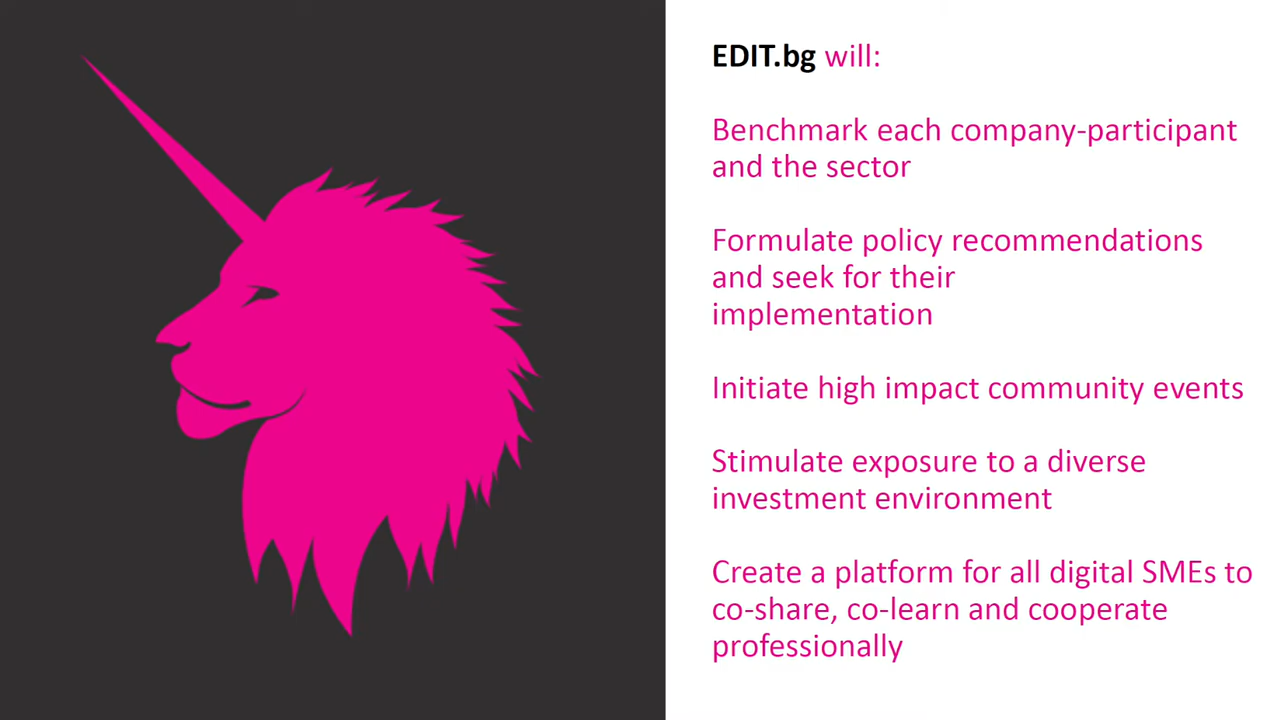 EDIT.bg will:
Benchmark each company-participant
and the sector
Formulate policy recommendations
and seek for their
implementation
Initiate high impact community events
Stimulate exposure to a diverse
investment environment
Create a platform for all digital SMEs to
co-share, co-learn and cooperate
professionally